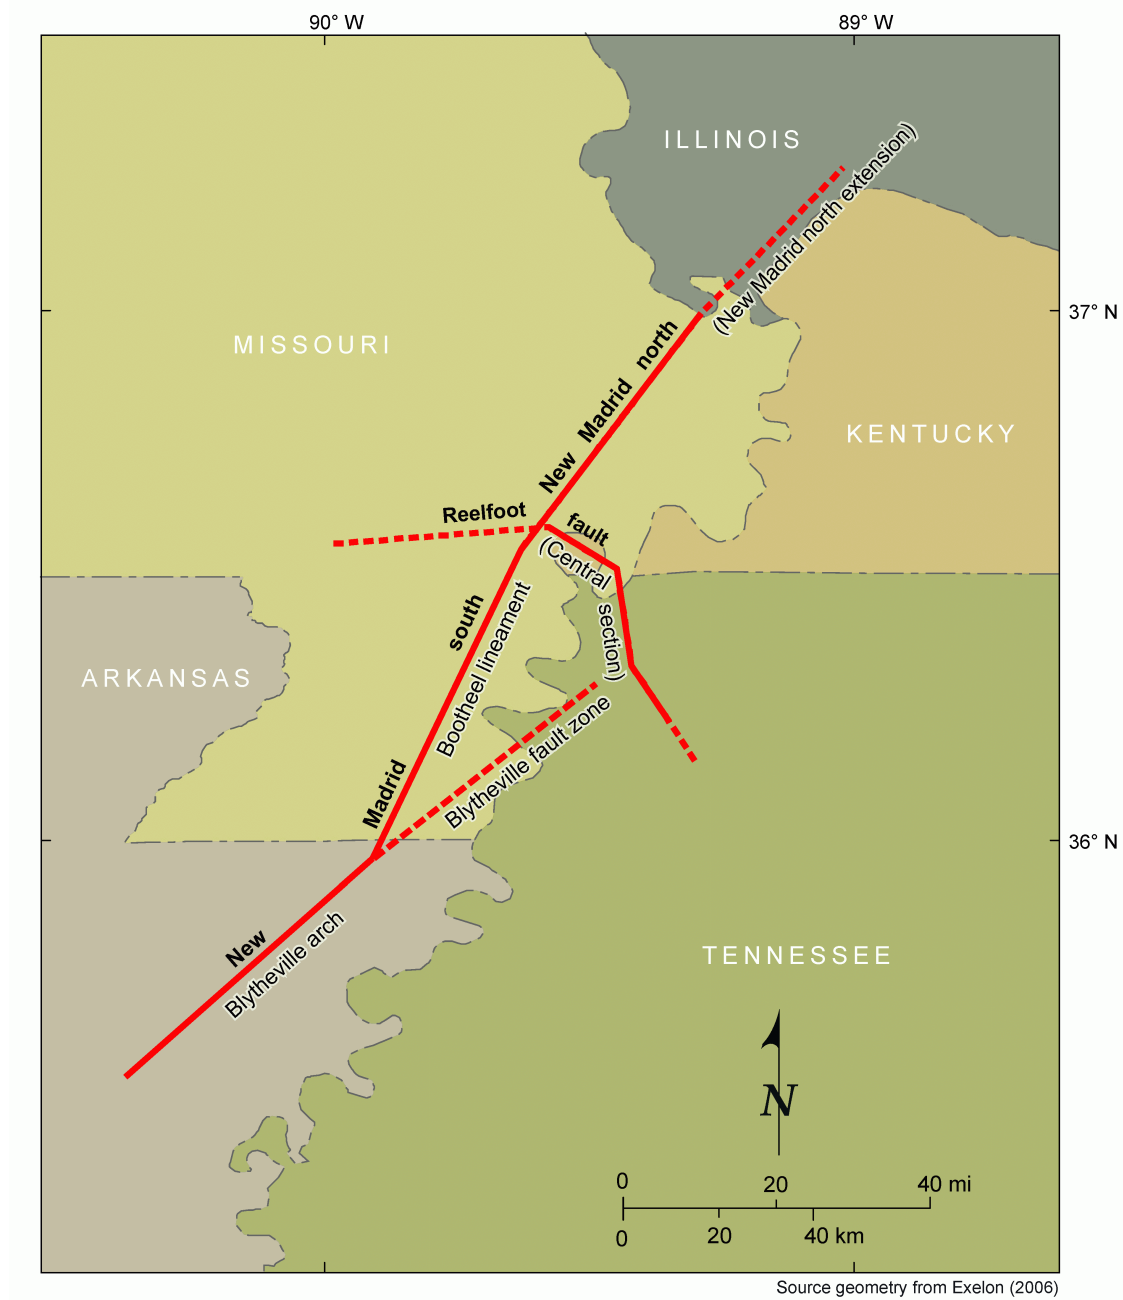 90° W
89° W
ILLINOIS
(New Madrid north extension)
37° N
MISSOURI
New Madrid north
KENTUCKY
Reelfoot fault
(Central section)
New Madrid south
Bootheel lineament
ARKANSAS
Blytheville fault zone
36° N
Blytheville arch
TENNESSEE
N
0 20 40 mi
0 20 40 km
Source geometry from Exelon (2006)